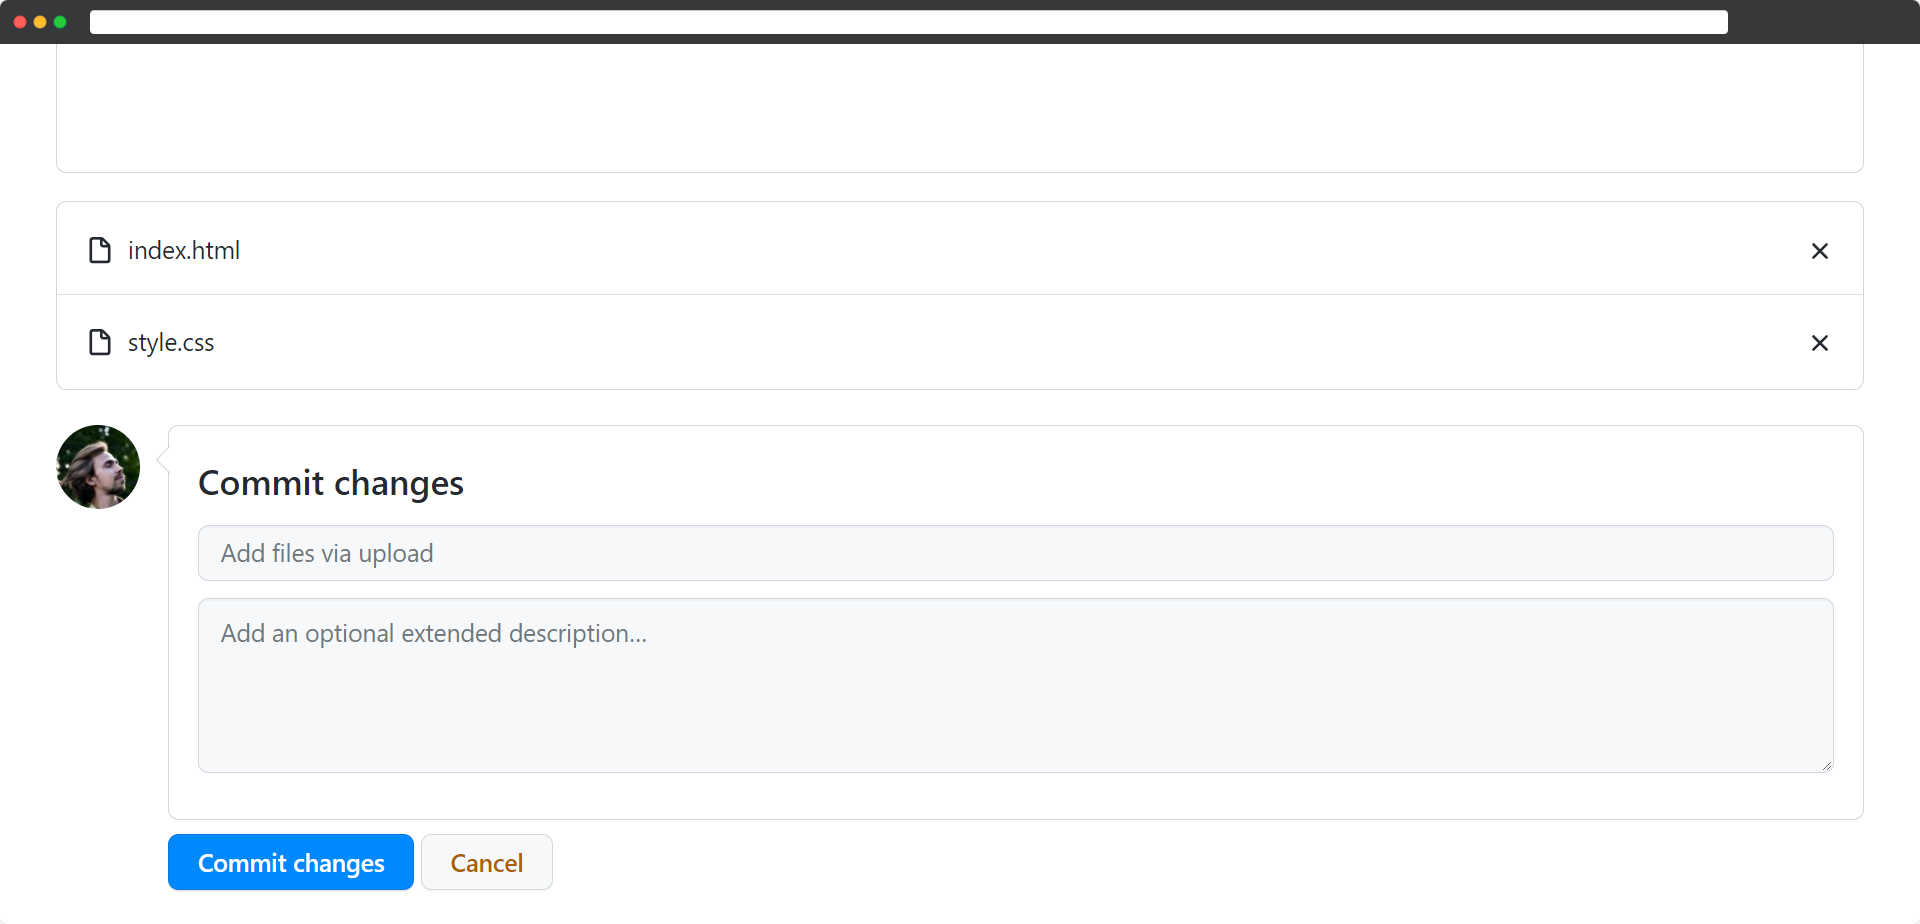 index.html
style.css
Commit changes
Add files via upload
Add an optional extended description...
Commit changes
Cancel